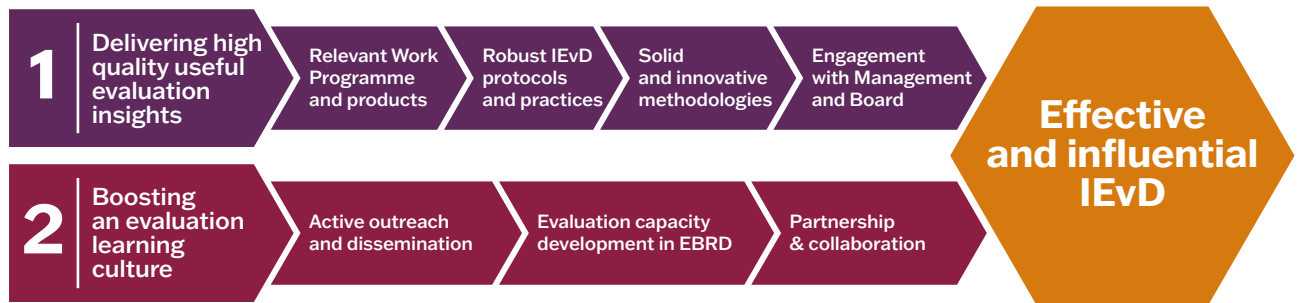 1
Delivering high
quality useful
evaluation
insights
Relevant Work
Programme
and products
Robust IEvD
protocols
and practices
Solid
and innovative
methodologies
Engagement
with Management
and Board
2
Boosting
an evaluation
learning
culture
Active outreach
and dissemination
Evaluation capacity
development in EBRD
Partnership
& collaboration
Effective
and influential
IEvD